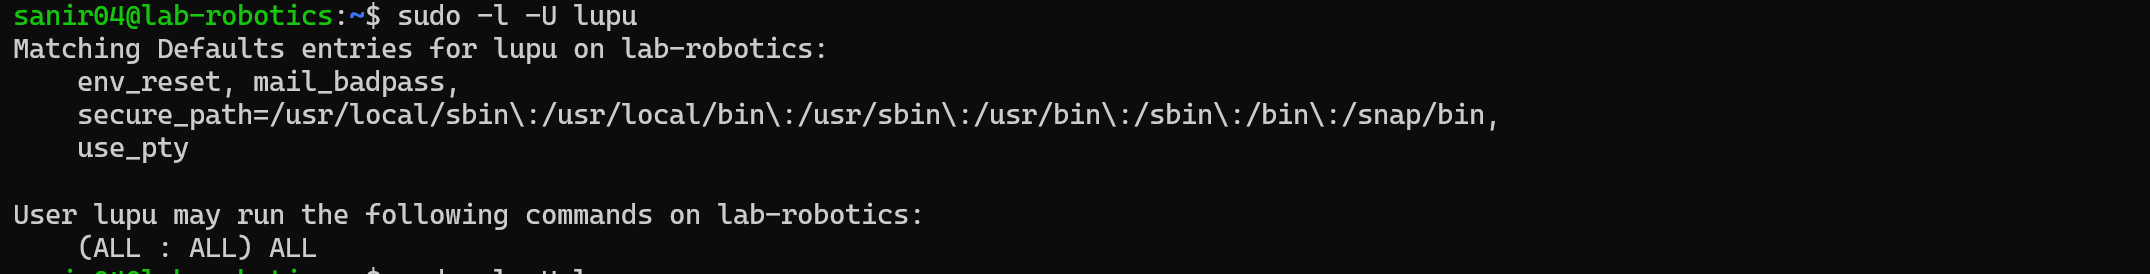 sanir04@lab-robotics:~$ sudo -l -U lupu
Matching Defaults entries for lupu on lab-robotics:
    env_reset, mail_badpass,
    secure_path=/usr/local/sbin\:/usr/local/bin\:/usr/sbin\:/usr/bin\:/sbin\:/bin\:/snap/bin,
    use_pty

User lupu may run the following commands on lab-robotics:
    (ALL : ALL) ALL